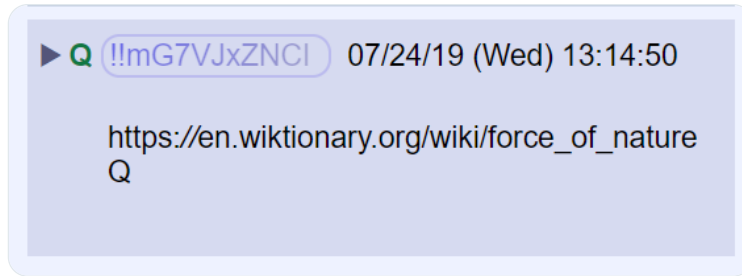 ▶ Q !!mG7VJxZNCI 07/24/19 (Wed) 13:14:50
https://en.wiktionary.org/wiki/force_of_nature
Q